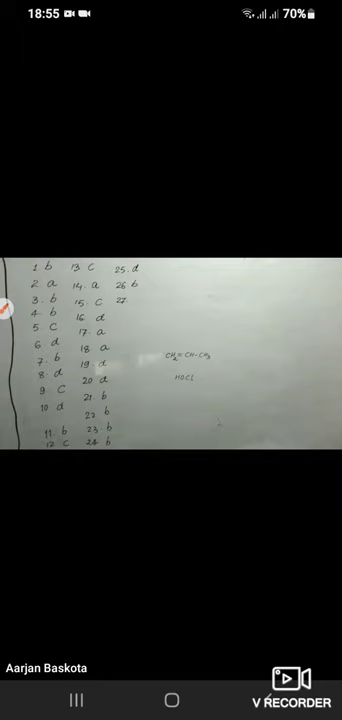 18:55
70%
1 b 13 c 25. d
2 a 14. a 26 b
3. b 15. c 27.
4. b 16 d
5 c 17. a
6 d 18 a
7. b 19. d
8. d 20 d
9. c 21. b
10 d 22 b
11. b 23. b
12 c 24. b
CH2=CH-CH3
HOCl
Aarjan Baskota
V RECORDER